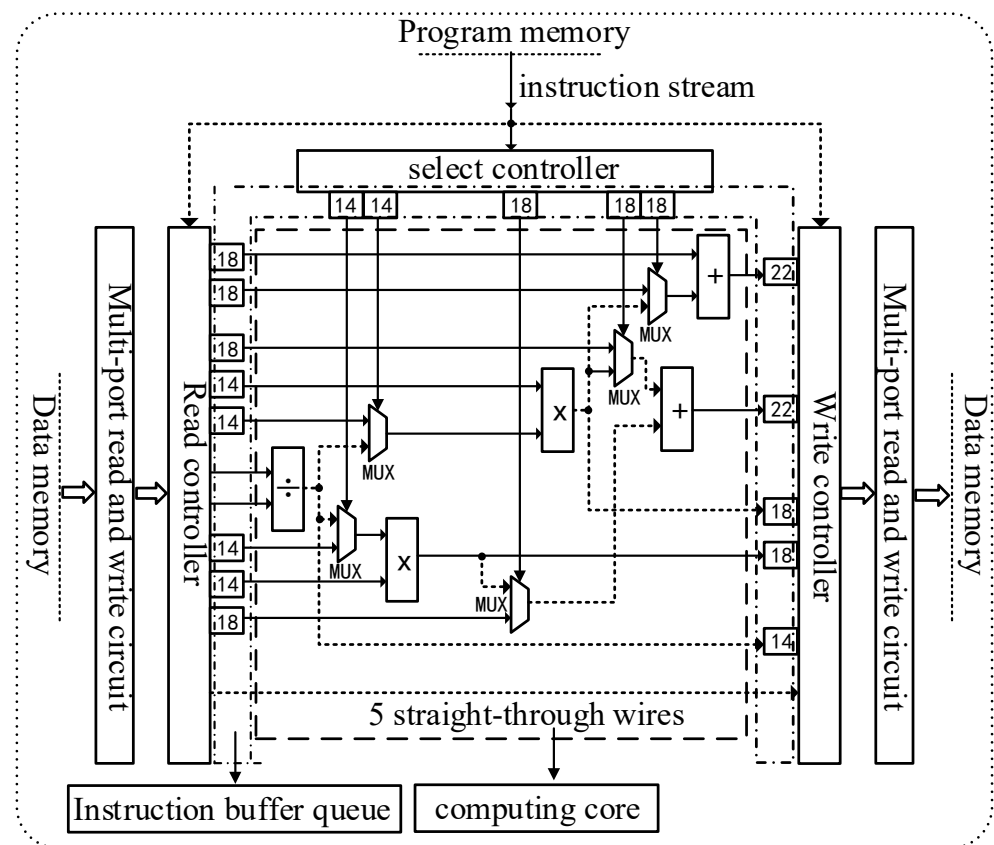 Program memory
instruction stream
select controller
14 14 18 18 18
Data memory
Multi-port read and write circuit
Read controller
18
18
18
14
14
14
14
18
÷
x
x
+
+
MUX
MUX
MUX
MUX
MUX
22
22
18
18
14
Write controller
Multi-port read and write circuit
Data memory
5 straight-through wires
Instruction buffer queue
computing core